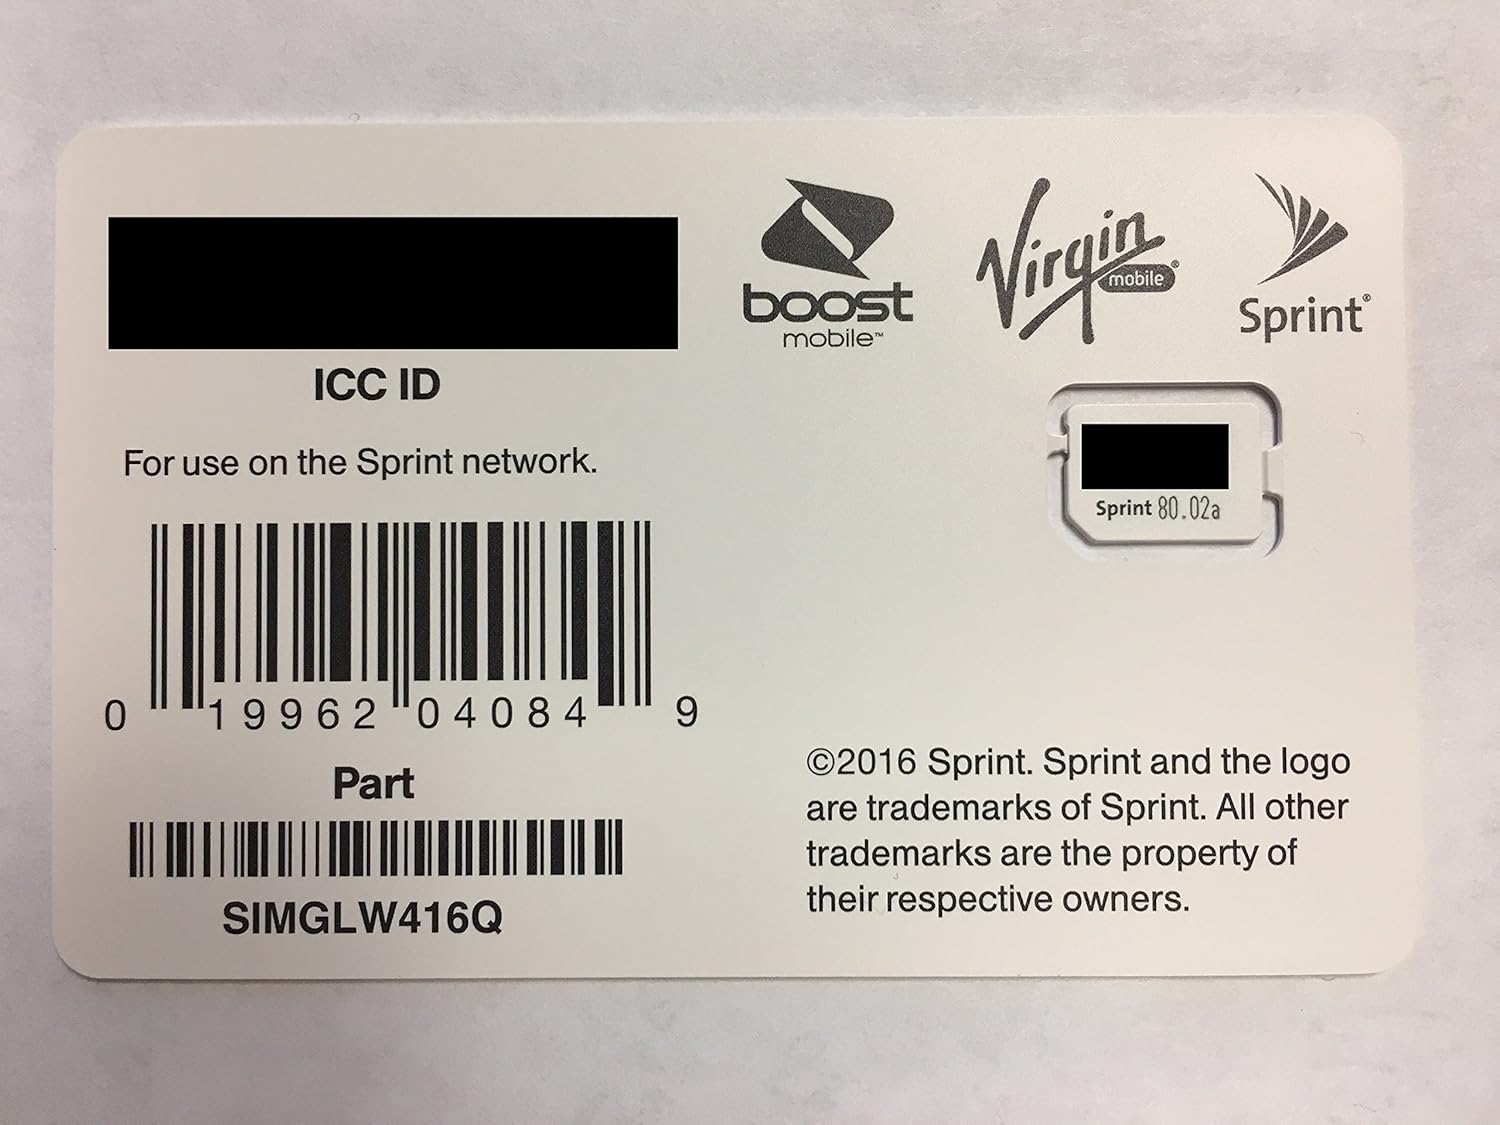 boost
mobile™
Virgin
mobile®
Sprint®
ICC ID
For use on the Sprint network.
Sprint 80.02a
0 19962 04084 9
Part
SIMGLW416Q
©2016 Sprint. Sprint and the logo
are trademarks of Sprint. All other
trademarks are the property of
their respective owners.